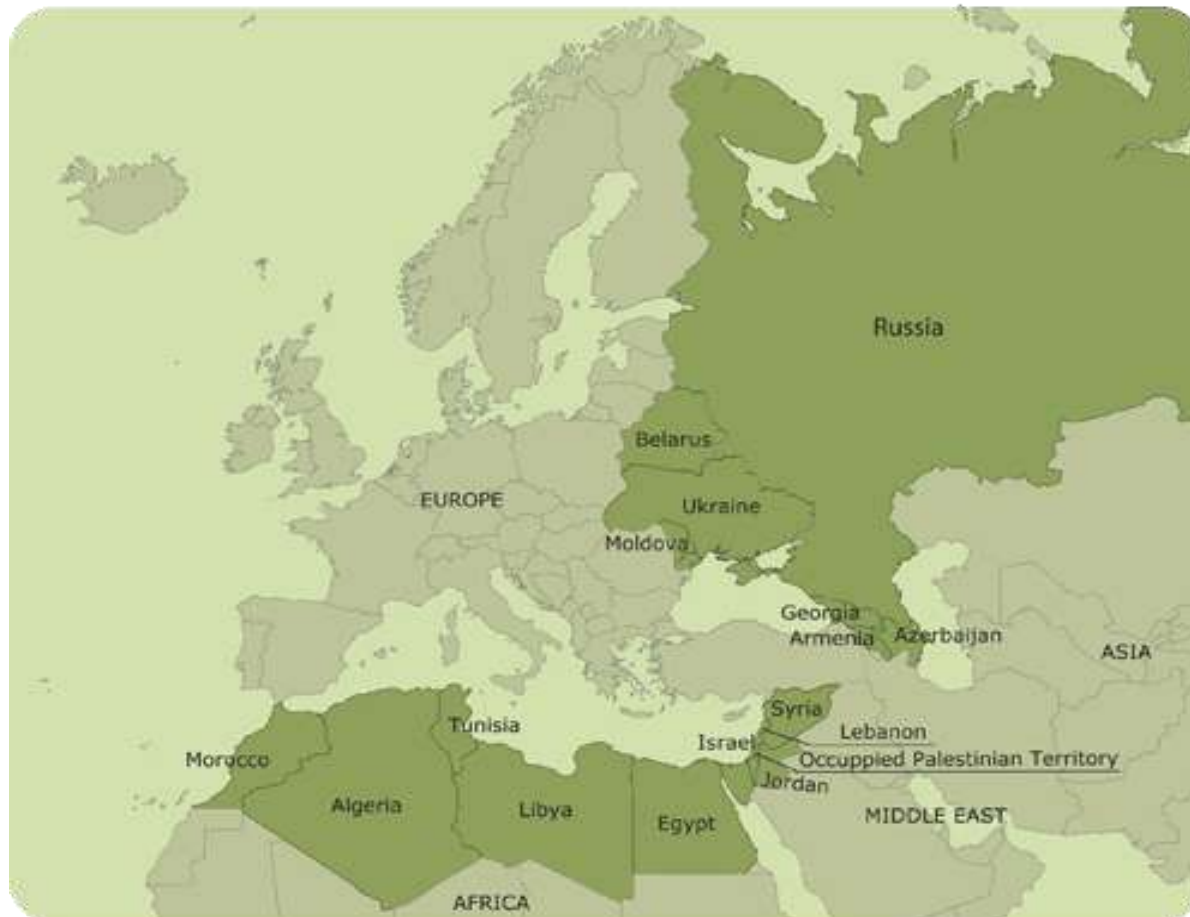 Russia
Belarus
EUROPE
Ukraine
Moldova
Georgia
Armenia
Azerbaijan
ASIA
Syria
Tunisia
Lebanon
Israel
Occuppied Palestinian Territory
Morocco
Jordan
Algeria
Libya
Egypt
MIDDLE EAST
AFRICA